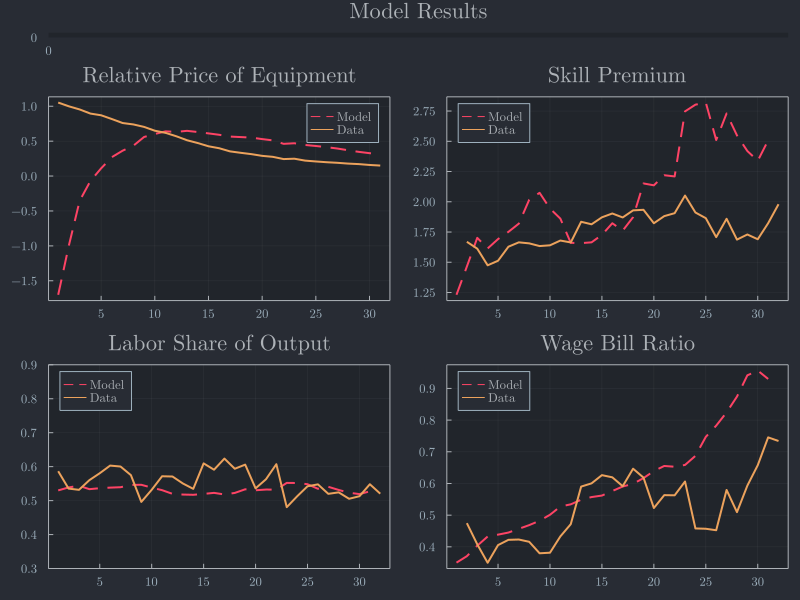 Model Results
0
0
Relative Price of Equipment
1.0
0.5
0.0
−0.5
−1.0
−1.5
5 10 15 20 25 30
Model
Data
Skill Premium
2.75
2.50
2.25
2.00
1.75
1.50
1.25
5 10 15 20 25 30
Model
Data
Labor Share of Output
0.9
0.8
0.7
0.6
0.5
0.4
0.3
5 10 15 20 25 30
Model
Data
Wage Bill Ratio
0.9
0.8
0.7
0.6
0.5
0.4
5 10 15 20 25 30
Model
Data